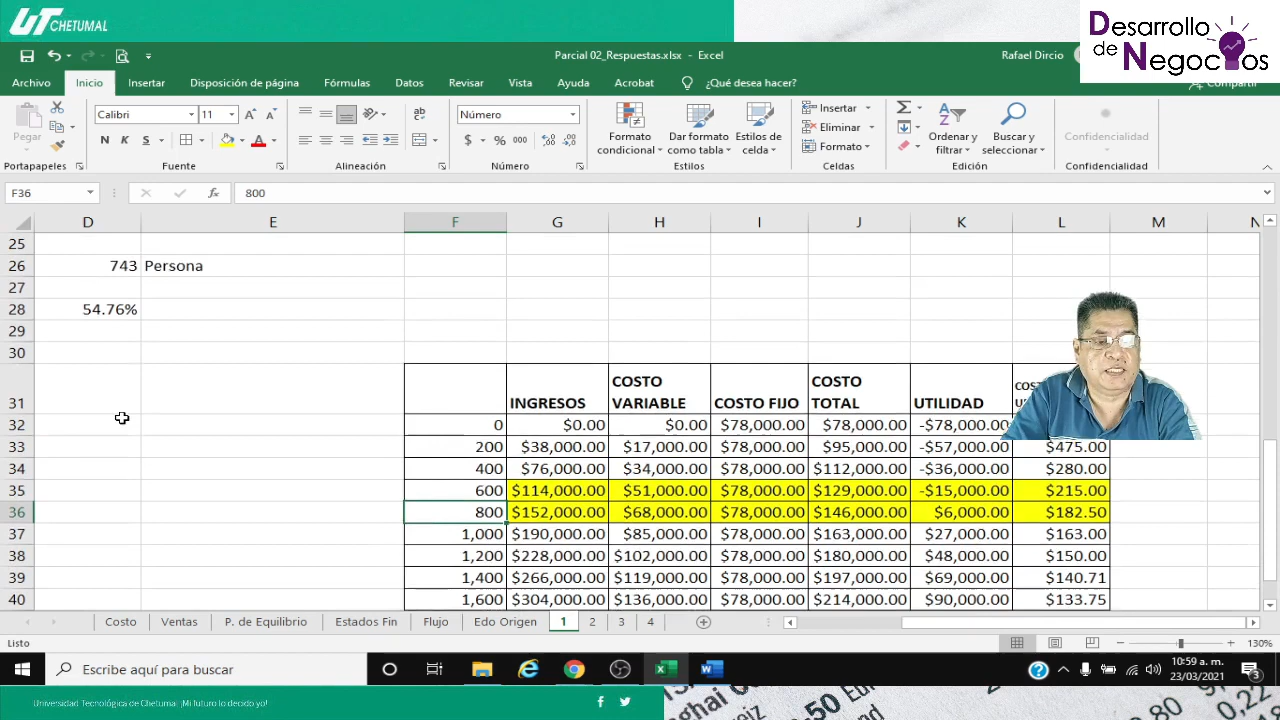 UT CHETUMAL
Desarrollo
de
Negocios
Parcial 02_Respuestas.xlsx - Excel
Rafael Dircio
Archivo Inicio Insertar Disposición de página Fórmulas Datos Revisar Vista Ayuda Acrobat ¿Qué desea hacer? Compartir
Calibri 11 Número
Pegar
N K S
$ % 000
Formato condicional
Dar formato como tabla
Estilos de celda
Insertar
Eliminar
Formato
Ordenar y filtrar
Buscar y seleccionar
Confidencialidad
Portapapeles Fuente Alineación Número Estilos Celdas Edición Confidencialidad
F36 fx 800
D E F G H I J K L M N
25
26 743 Persona
27
28 54.76%
29
30
31 INGRESOS COSTO VARIABLE COSTO FIJO COSTO TOTAL UTILIDAD
32 0 $0.00 $0.00 $78,000.00 $78,000.00 -$78,000.00
33 200 $38,000.00 $17,000.00 $78,000.00 $95,000.00 -$57,000.00 $475.00
34 400 $76,000.00 $34,000.00 $78,000.00 $112,000.00 -$36,000.00 $280.00
35 600 $114,000.00 $51,000.00 $78,000.00 $129,000.00 -$15,000.00 $215.00
36 800 $152,000.00 $68,000.00 $78,000.00 $146,000.00 $6,000.00 $182.50
37 1,000 $190,000.00 $85,000.00 $78,000.00 $163,000.00 $27,000.00 $163.00
38 1,200 $228,000.00 $102,000.00 $78,000.00 $180,000.00 $48,000.00 $150.00
39 1,400 $266,000.00 $119,000.00 $78,000.00 $197,000.00 $69,000.00 $140.71
40 1,600 $304,000.00 $136,000.00 $78,000.00 $214,000.00 $90,000.00 $133.75
Costo Ventas P. de Equilibrio Estados Fin Flujo Edo Origen 1 2 3 4
Listo 130%
Escribe aquí para buscar
10:59 a. m.
23/03/2021
Universidad Tecnológica de Chetumal: ¡Mi futuro lo decido yo!